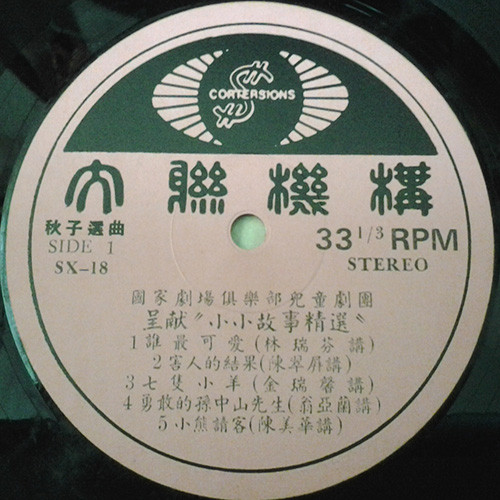 CORTERSIONS
內聯機構
秋子選曲
SIDE 1
SX-18
33 1/3 RPM
STEREO
國家劇場俱樂部兒童劇團
呈献〝小小故事精選〞
1誰最可愛(林瑞芬講)
2害人的結果(陳翠屏講)
3七隻小羊(金瑞馨講)
4勇敢的孫中山先生(翁亞蘭講)
5小熊請客(陳美華講)